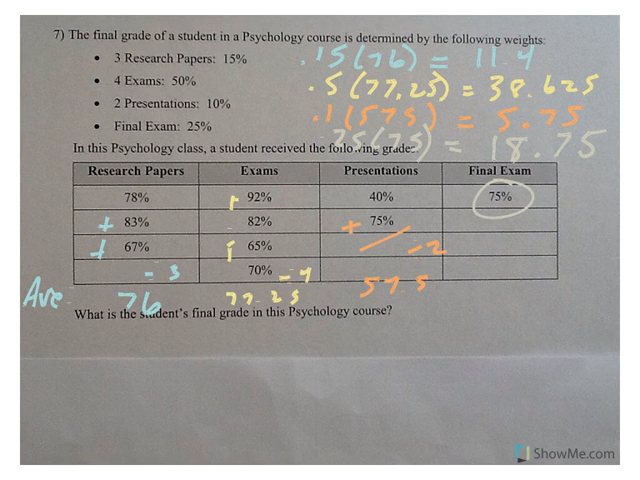 7) The final grade of a student in a Psychology course is determined by the following weights:
• 3 Research Papers: 15% .15(76) = 11.4
• 4 Exams: 50% .5(77.25) = 38.625
• 2 Presentations: 10% .1(575) = 5.75
• Final Exam: 25% 25(75) = 18.75
In this Psychology class, a student received the following grades
Research Papers Exams Presentations Final Exam
78% 92% 40% 75%
+ 83% 82% + 75%
+ 67% 65% ÷2
÷3 70% ÷4
Ave 76 77.25 57.5
What is the student's final grade in this Psychology course?
ShowMe.com